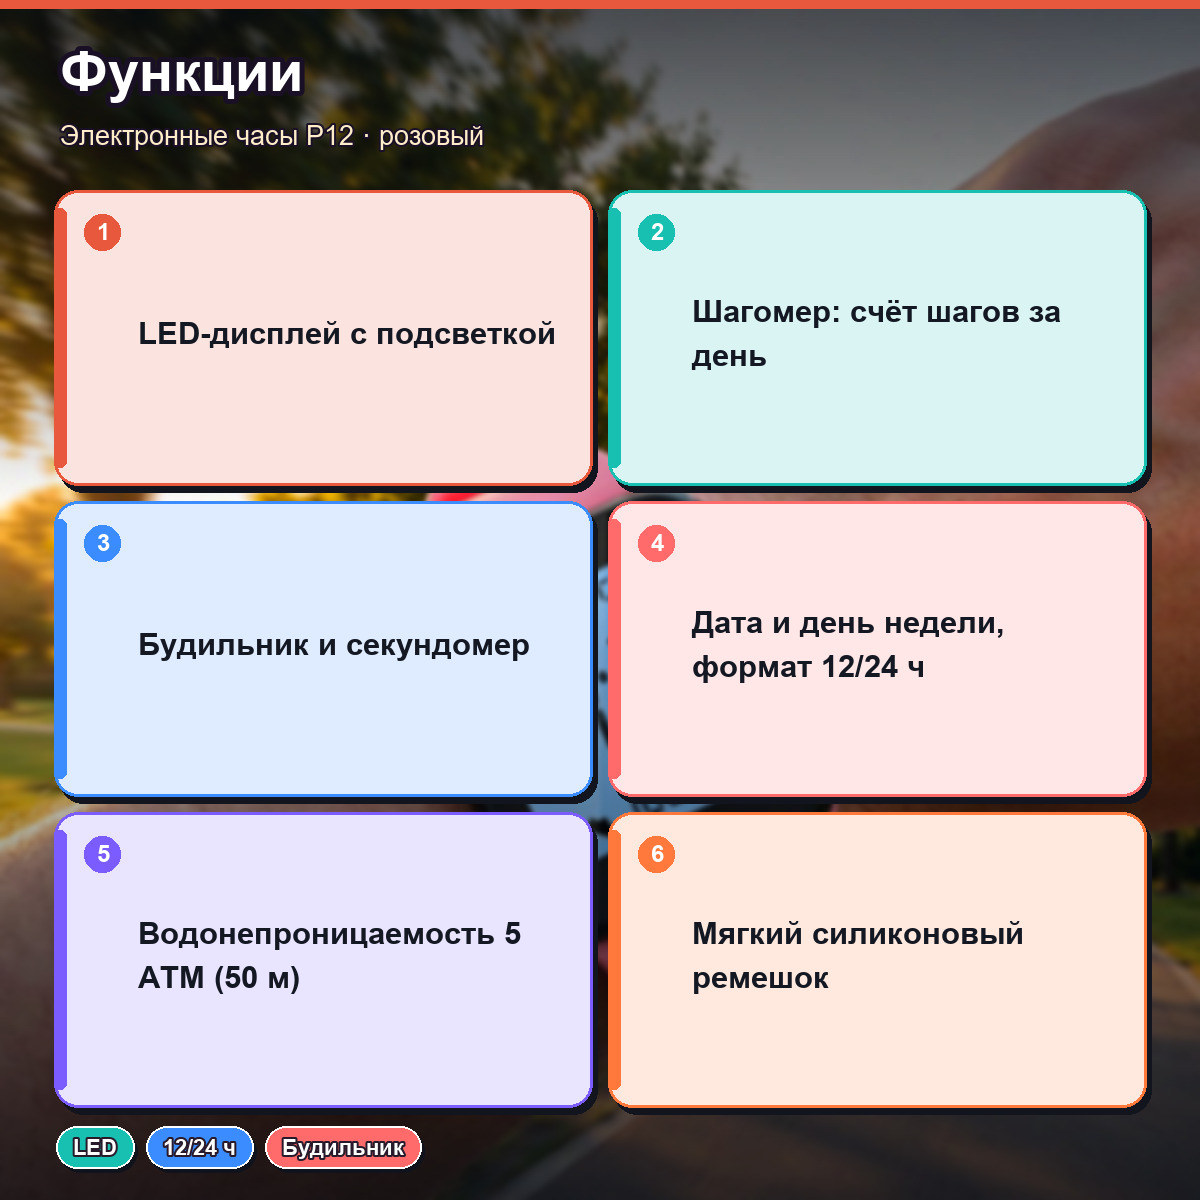 Функции
Электронные часы P12 · розовый
1
LED-дисплей с подсветкой
2
Шагомер: счёт шагов за
день
3
Будильник и секундомер
4
Дата и день недели,
формат 12/24 ч
5
Водонепроницаемость 5
ATM (50 м)
6
Мягкий силиконовый
ремешок
LED
12/24 ч
Будильник